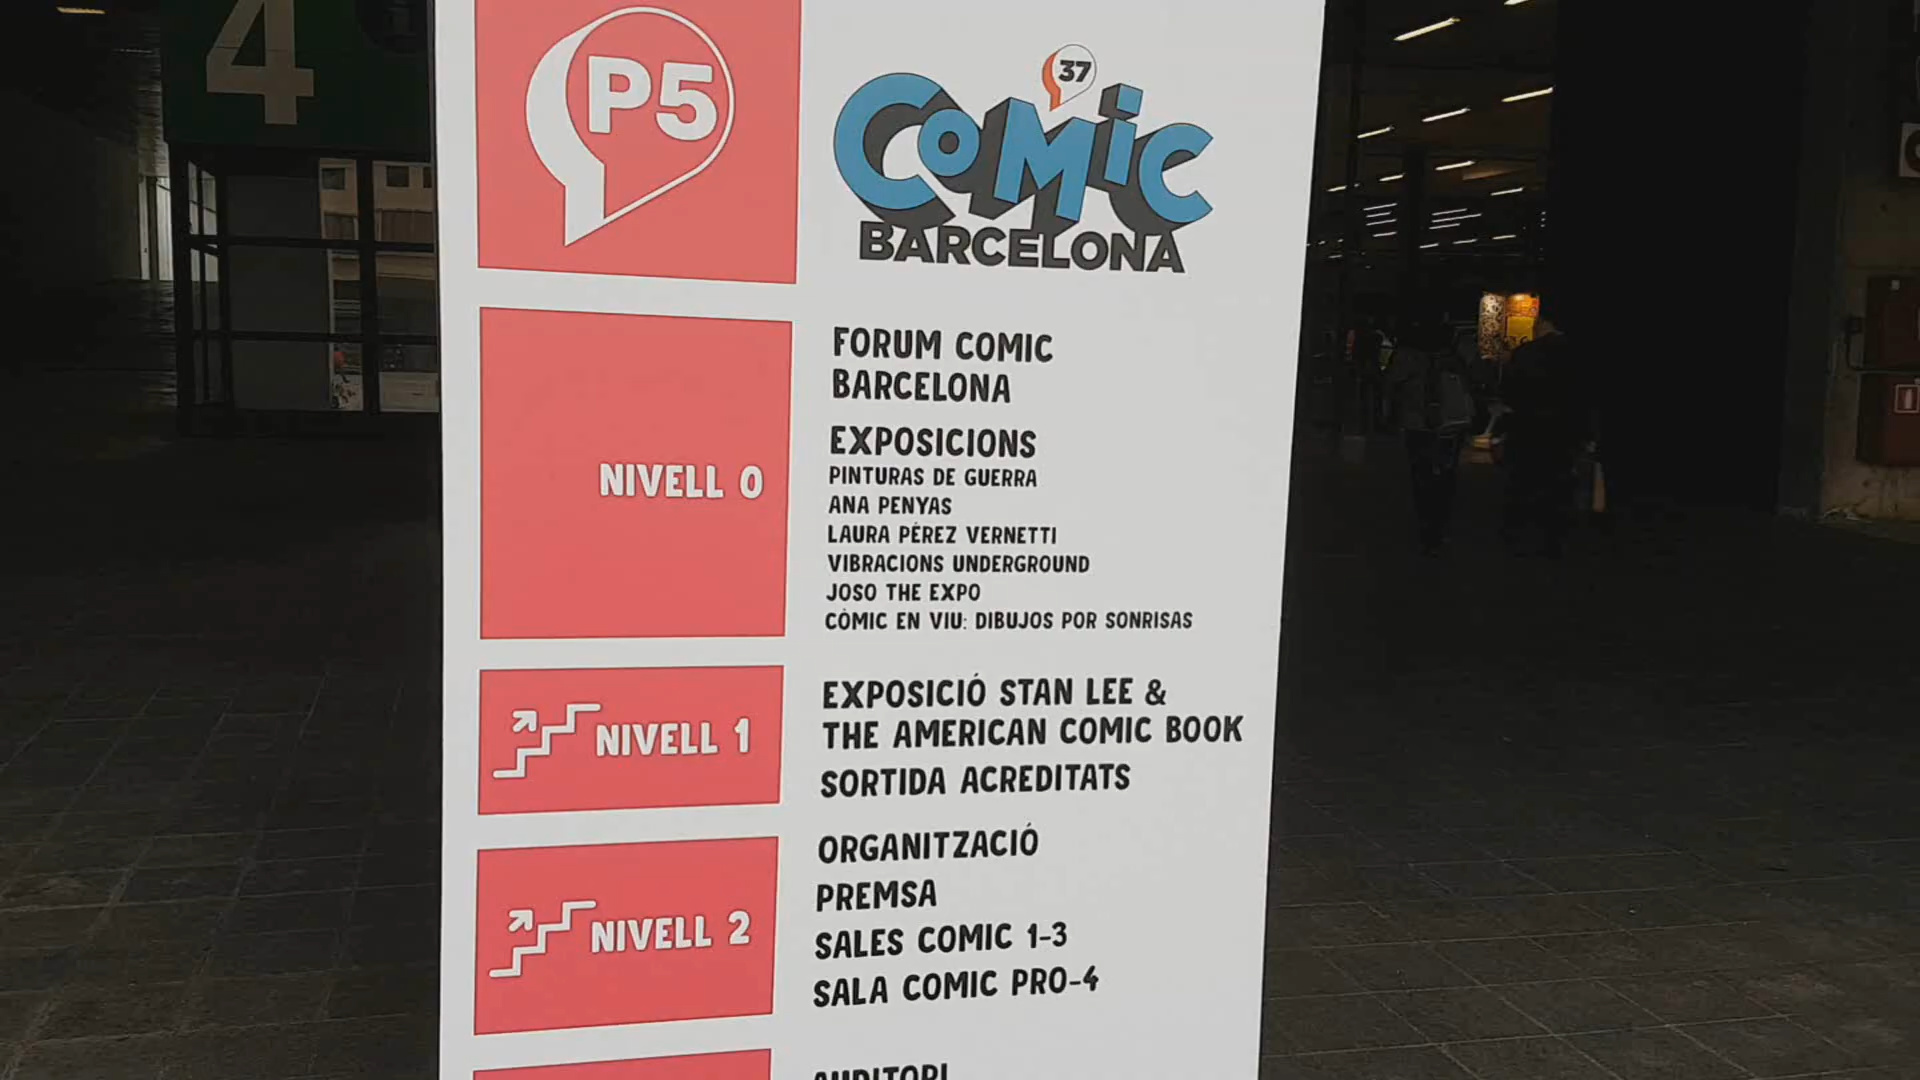 4
P5
37
COMIC
BARCELONA
FORUM COMIC
BARCELONA
EXPOSICIONS
PINTURAS DE GUERRA
ANA PENYAS
LAURA PÉREZ VERNETTI
VIBRACIONS UNDERGROUND
JOSO THE EXPO
CÒMIC EN VIU: DIBUJOS POR SONRISAS
NIVELL 0
EXPOSICIÓ STAN LEE &
THE AMERICAN COMIC BOOK
SORTIDA ACREDITATS
NIVELL 1
ORGANITZACIÓ
PREMSA
SALES COMIC 1-3
SALA COMIC PRO-4
NIVELL 2
AUDITORI